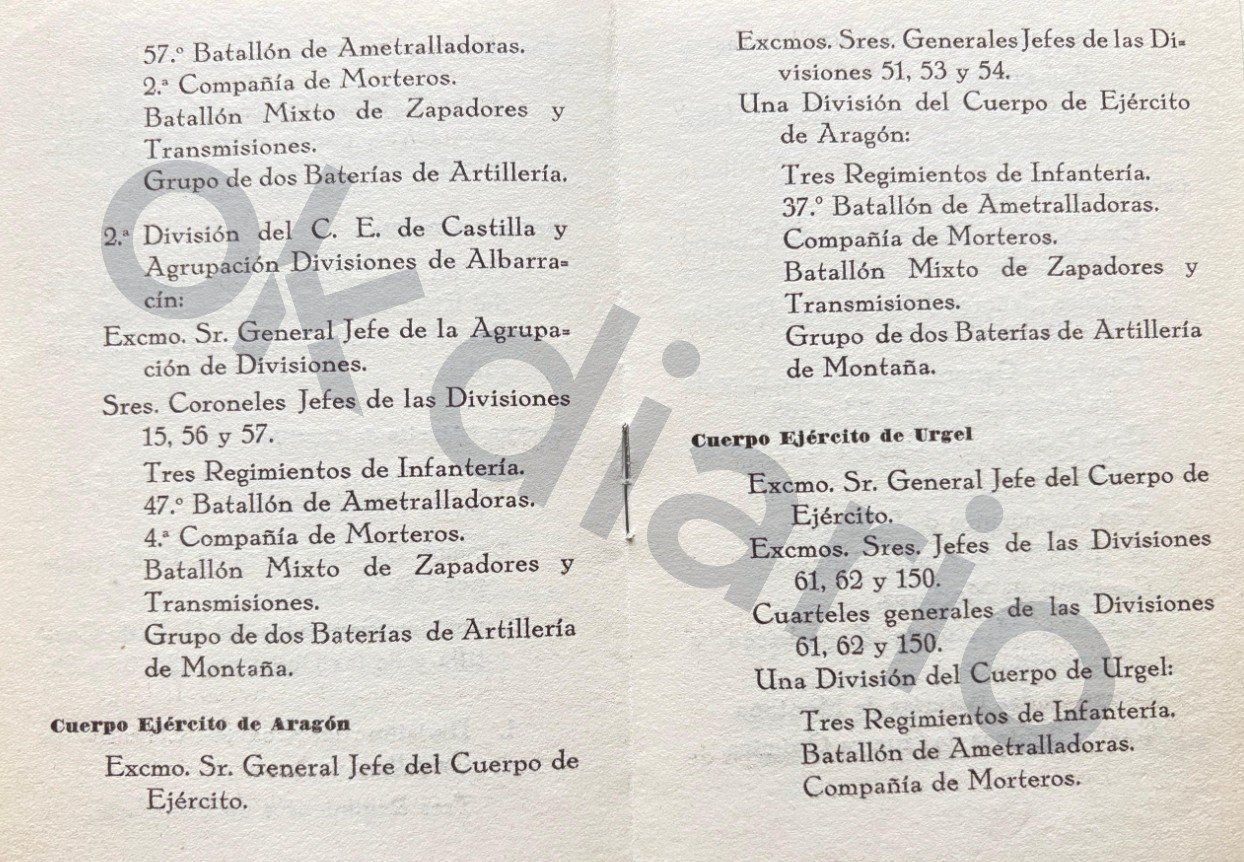 57.º Batallón de Ametralladoras.
2.ª Compañía de Morteros.
Batallón Mixto de Zapadores y
Transmisiones.
Grupo de dos Baterías de Artillería.
2.ª División del C. E. de Castilla y
Agrupación Divisiones de Albarra=
cín:
Excmo. Sr. General Jefe de la Agrupa=
ción de Divisiones.
Sres. Coroneles Jefes de las Divisiones
15, 56 y 57.
Tres Regimientos de Infantería.
47.º Batallón de Ametralladoras.
4.ª Compañía de Morteros.
Batallón Mixto de Zapadores y
Transmisiones.
Grupo de dos Baterías de Artillería
de Montaña.
Cuerpo Ejército de Aragón
Excmo. Sr. General Jefe del Cuerpo de
Ejército.
Excmos. Sres. Generales Jefes de las Di=
visiones 51, 53 y 54.
Una División del Cuerpo de Ejército
de Aragón:
Tres Regimientos de Infantería.
37.º Batallón de Ametralladoras.
Compañía de Morteros.
Batallón Mixto de Zapadores y
Transmisiones.
Grupo de dos Baterías de Artillería
de Montaña.
Cuerpo Ejército de Urgel
Excmo. Sr. General Jefe del Cuerpo de
Ejército.
Excmos. Sres. Jefes de las Divisiones
61, 62 y 150.
Cuarteles generales de las Divisiones
61, 62 y 150.
Una División del Cuerpo de Urgel:
Tres Regimientos de Infantería.
Batallón de Ametralladoras.
Compañía de Morteros.
okdiario